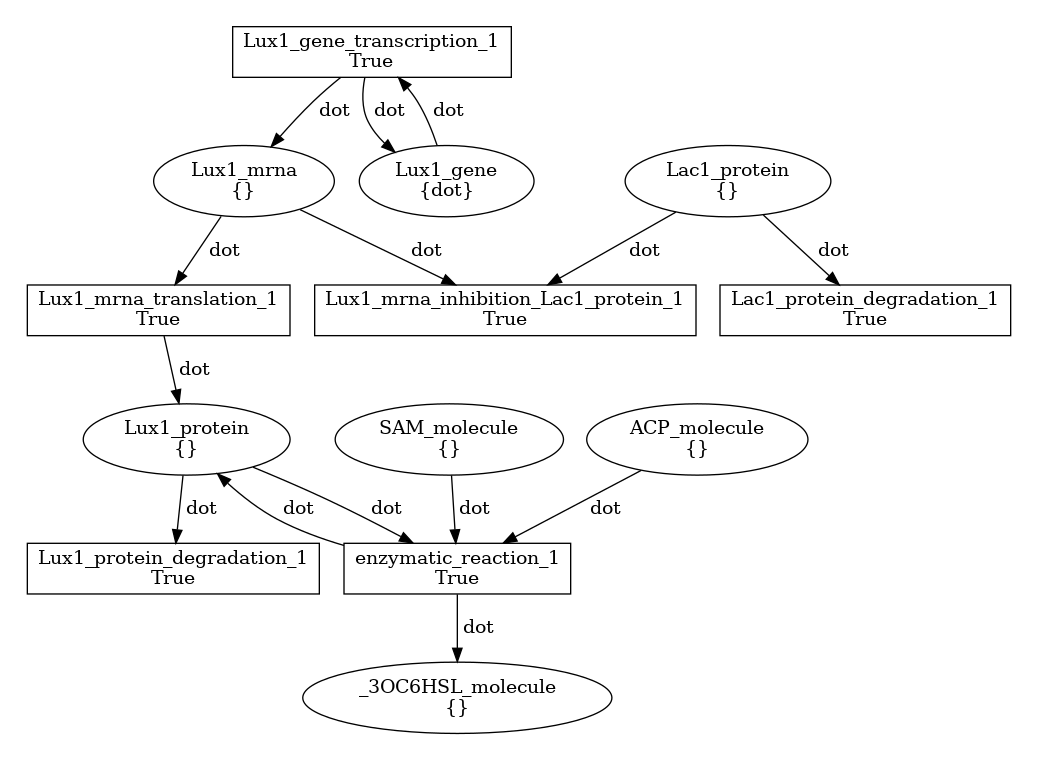 Lux1_gene_transcription_1
True
dot
dot
dot
Lux1_mrna
{}
Lux1_gene
{dot}
Lac1_protein
{}
dot
dot
dot
dot
Lux1_mrna_translation_1
True
Lux1_mrna_inhibition_Lac1_protein_1
True
Lac1_protein_degradation_1
True
dot
Lux1_protein
{}
SAM_molecule
{}
ACP_molecule
{}
dot
dot
dot
dot
dot
Lux1_protein_degradation_1
True
enzymatic_reaction_1
True
dot
_3OC6HSL_molecule
{}